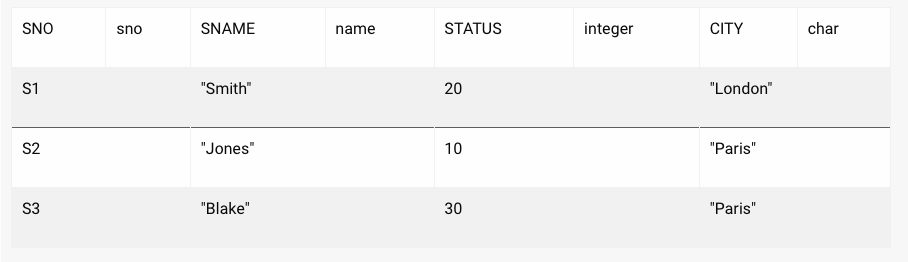 SNO sno SNAME name STATUS integer CITY char
S1 "Smith" 20 "London"
S2 "Jones" 10 "Paris"
S3 "Blake" 30 "Paris"